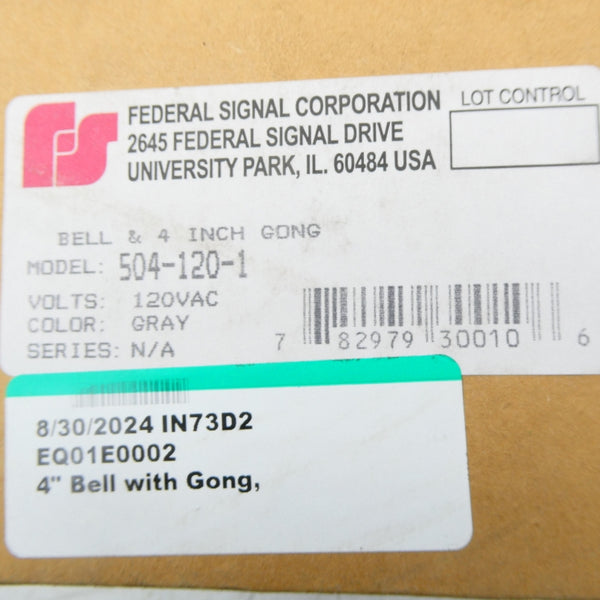 FEDERAL SIGNAL CORPORATION
2645 FEDERAL SIGNAL DRIVE
UNIVERSITY PARK, IL. 60484 USA
LOT CONTROL
BELL & 4 INCH GONG
MODEL: 504-120-1
VOLTS: 120VAC
COLOR: GRAY
SERIES: N/A
7 82979 30010 6
8/30/2024 IN73D2
EQ01E0002
4" Bell with Gong,